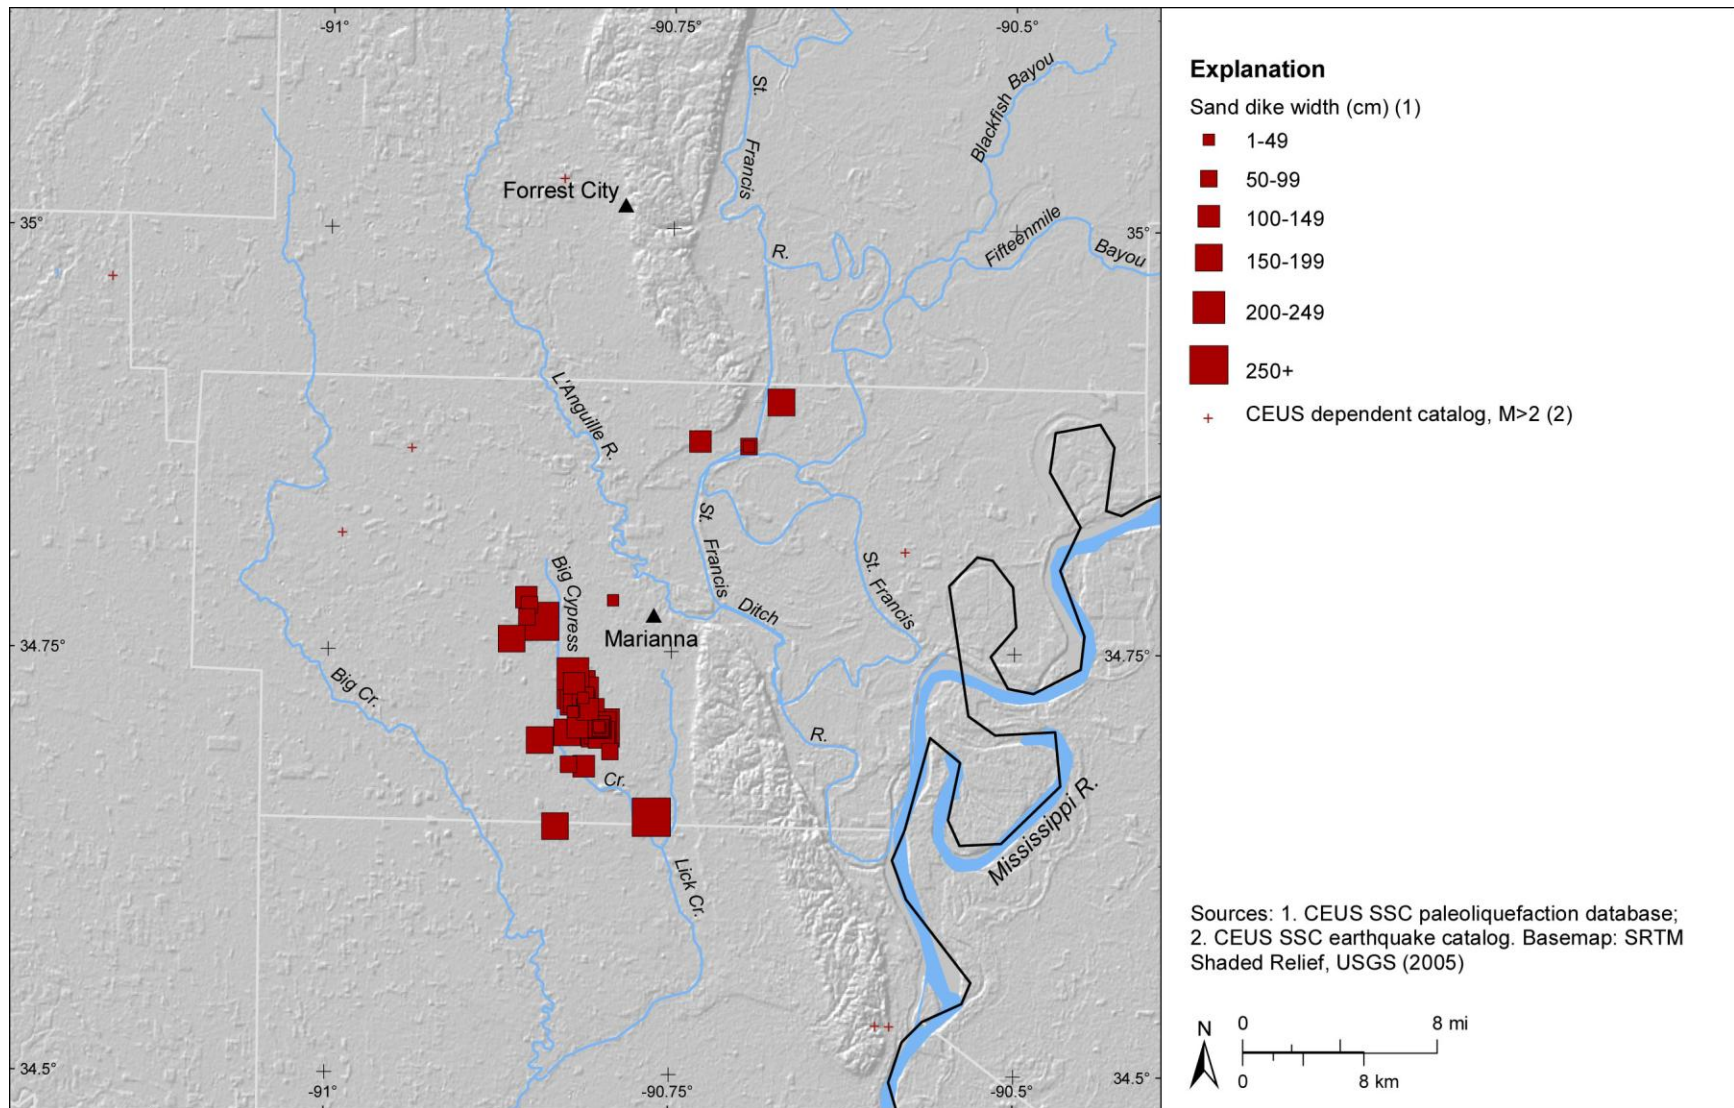 -91°
-90.75°
-90.5°
St.
Francis
R.
Blackfish Bayou
Fifteenmile
Bayou
Forrest City
35°
35°
L'Anguille R.
St.
Francis
Ditch
R.
St. Francis
Big Cypress
Marianna
34.75°
34.75°
Big Cr.
Cr.
Lick Cr.
Mississippi R.
34.5°
34.5°
-91°
-90.75°
-90.5°
Explanation
Sand dike width (cm) (1)
1-49
50-99
100-149
150-199
200-249
250+
CEUS dependent catalog, M>2 (2)
Sources: 1. CEUS SSC paleoliquefaction database;
2. CEUS SSC earthquake catalog. Basemap: SRTM
Shaded Relief, USGS (2005)
N
0 8 mi
0 8 km